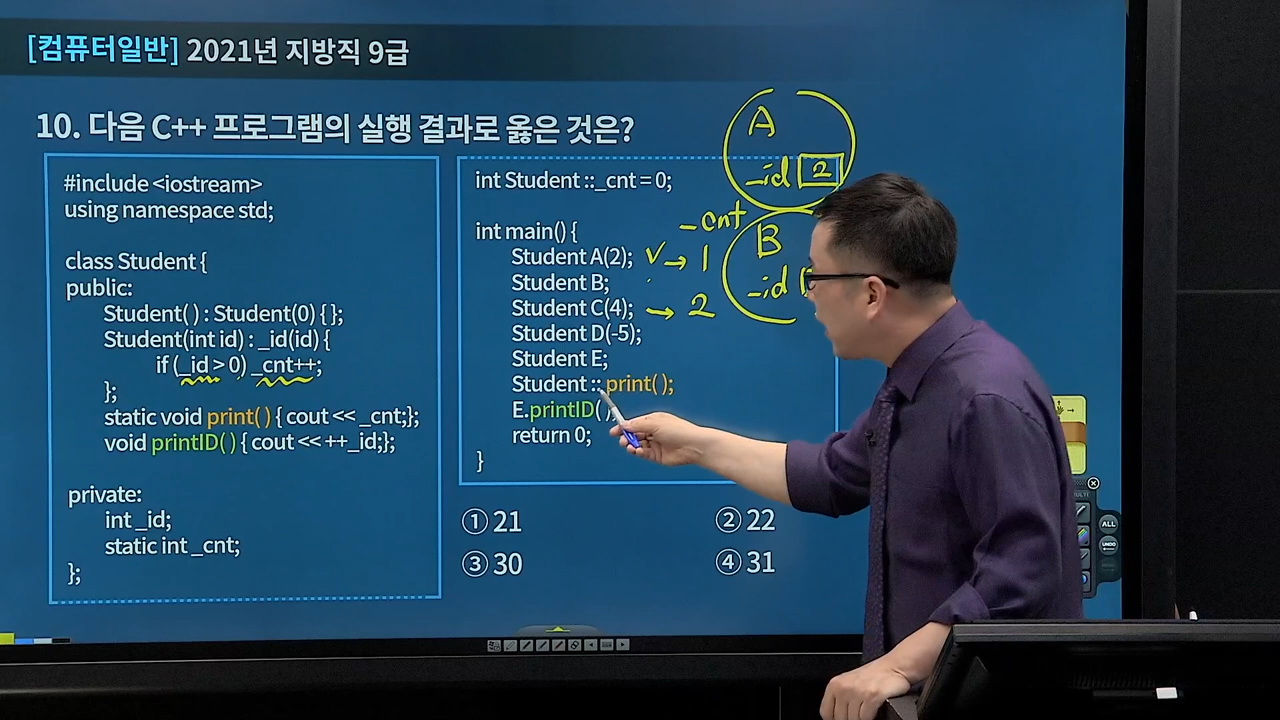 [컴퓨터일반] 2021년 지방직 9급
10. 다음 C++ 프로그램의 실행 결과로 옳은 것은?
#include <iostream>
using namespace std;
class Student {
public:
Student( ) : Student(0) { };
Student(int id) : _id(id) {
if (_id > 0) _cnt++;
};
static void print( ) { cout << _cnt;};
void printID( ) { cout << ++_id;};
private:
int _id;
static int _cnt;
};
int Student ::_cnt = 0;
int main() {
Student A(2);
Student B;
Student C(4);
Student D(-5);
Student E;
Student :: print( );
E.printID(
return 0;
}
① 21
② 22
③ 30
④ 31
A
_id 2
_cnt
V → 1
→ 2
B
_id
ALL
UNDO